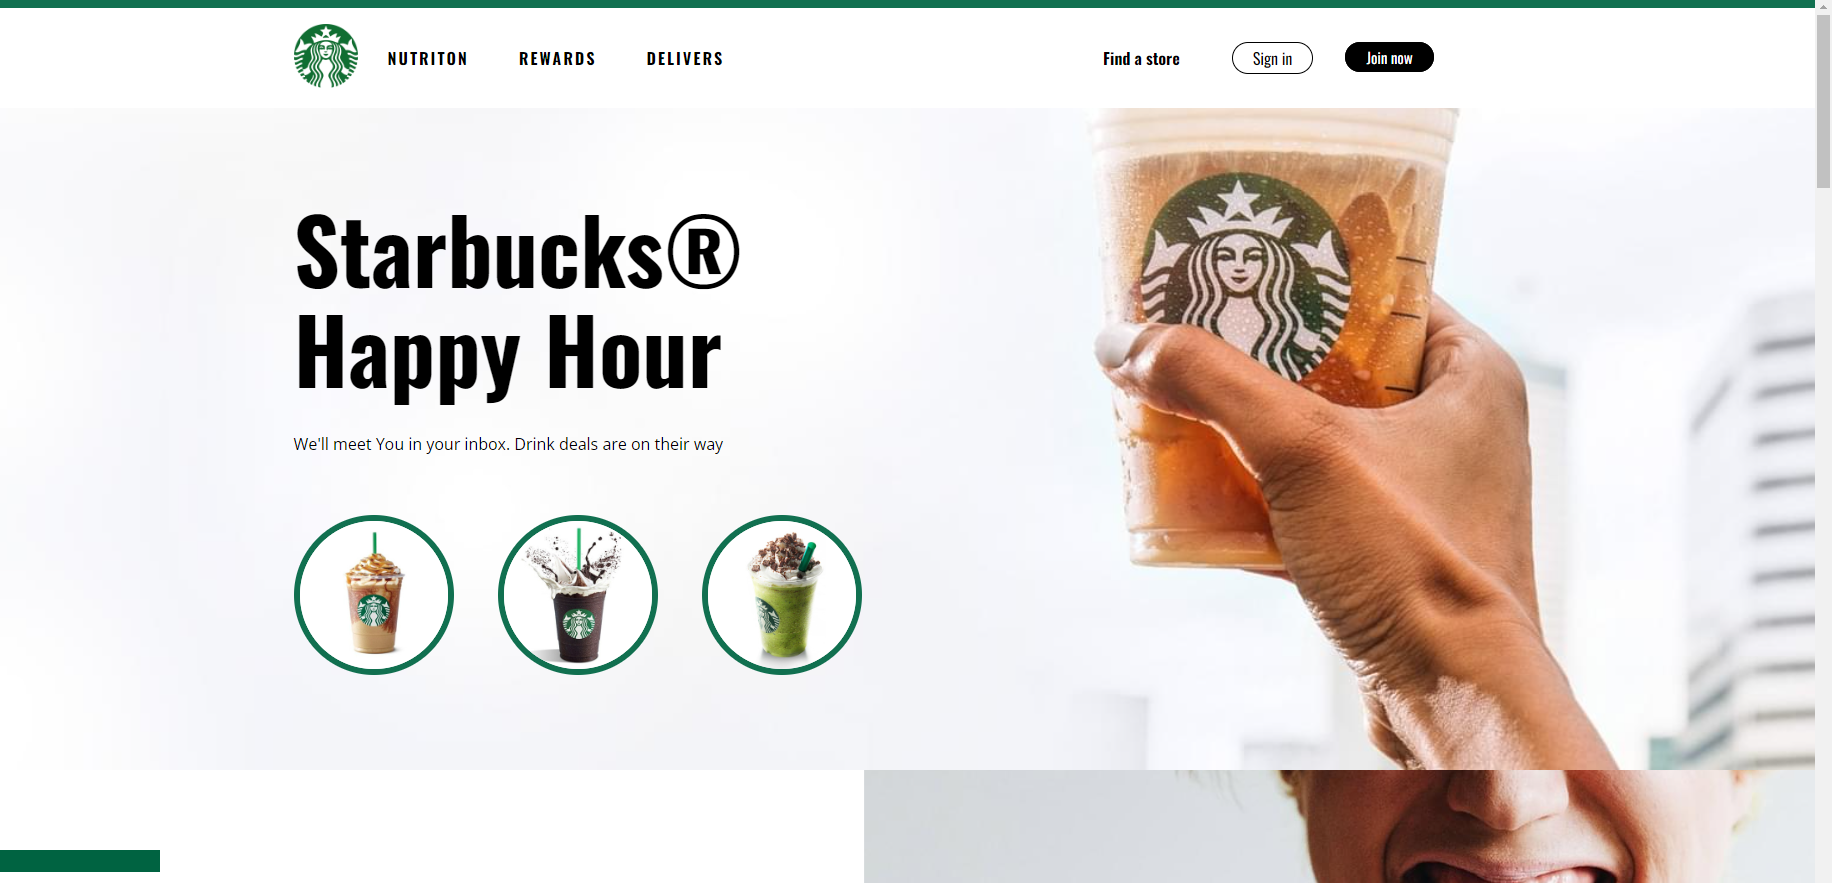 NUTRITON
REWARDS
DELIVERS
Find a store
Sign in
Join now
Starbucks®
Happy Hour
We'll meet You in your inbox. Drink deals are on their way